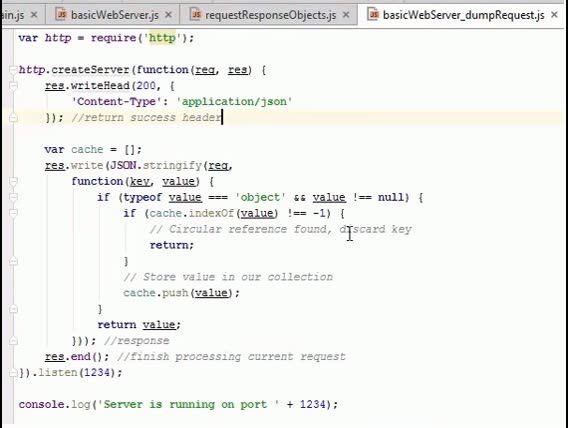 ain.js × basicWebServer.js × requestResponseObjects.js × basicWebServer_dumpRequest.js ×
var http = require('http');
http.createServer(function(req, res) {
res.writeHead(200, {
'Content-Type': 'application/json'
}); //return success header
var cache = [];
res.write(JSON.stringify(req,
function(key, value) {
if (typeof value === 'object' && value !== null) {
if (cache.indexOf(value) !== -1) {
// Circular reference found, discard key
return;
}
// Store value in our collection
cache.push(value);
}
return value;
})); //response
res.end(); //finish processing current request
}).listen(1234);
console.log('Server is running on port ' + 1234);